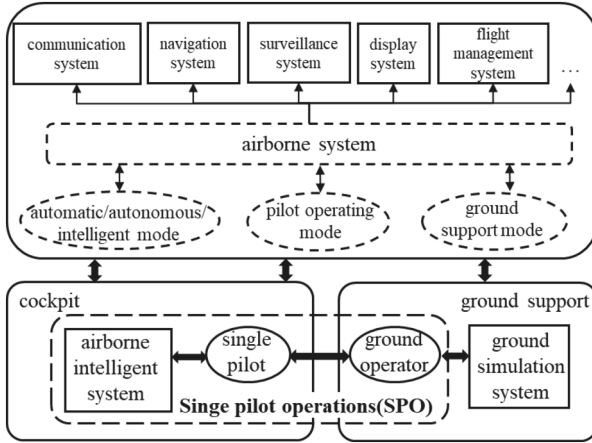 communication
system
navigation
system
surveillance
system
display
system
flight
management
system
...
airborne system
automatic/autonomous/
intelligent mode
pilot operating
mode
ground
support mode
cockpit
ground support
airborne
intelligent
system
single
pilot
ground
operator
ground
simulation
system
Singe pilot operations(SPO)